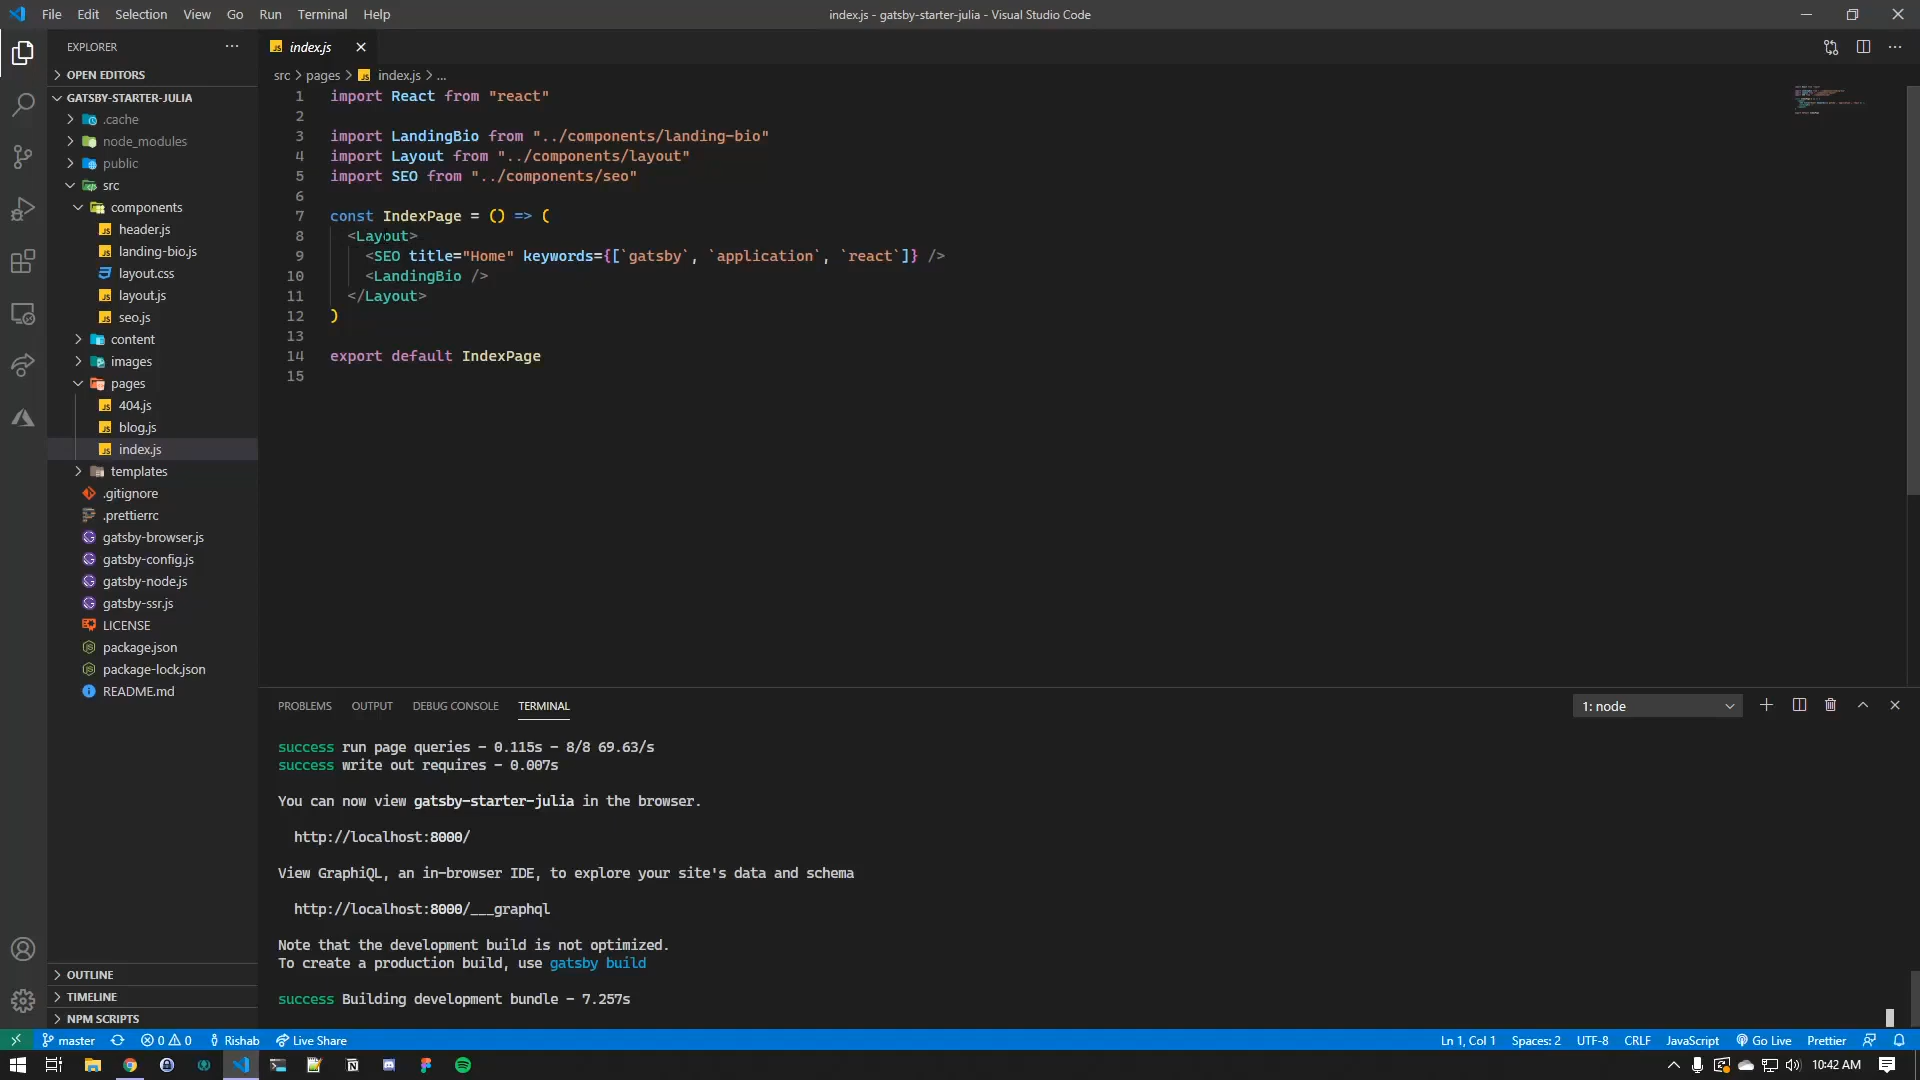 File Edit Selection View Go Run Terminal Help
index.js - gatsby-starter-julia - Visual Studio Code
EXPLORER
OPEN EDITORS
GATSBY-STARTER-JULIA
.cache
node_modules
public
src
components
header.js
landing-bio.js
layout.css
layout.js
seo.js
content
images
pages
404.js
blog.js
index.js
templates
.gitignore
.prettierrc
gatsby-browser.js
gatsby-config.js
gatsby-node.js
gatsby-ssr.js
LICENSE
package.json
package-lock.json
README.md
OUTLINE
TIMELINE
NPM SCRIPTS
index.js
src > pages > index.js > ...
1 import React from "react"
2
3 import LandingBio from "../components/landing-bio"
4 import Layout from "../components/layout"
5 import SEO from "../components/seo"
6
7 const IndexPage = () => (
8 <Layout>
9 <SEO title="Home" keywords={[`gatsby`, `application`, `react`]} />
10 <LandingBio />
11 </Layout>
12 )
13
14 export default IndexPage
15
PROBLEMS OUTPUT DEBUG CONSOLE TERMINAL
1: node
success run page queries - 0.115s - 8/8 69.63/s
success write out requires - 0.007s
You can now view gatsby-starter-julia in the browser.
http://localhost:8000/
View GraphiQL, an in-browser IDE, to explore your site's data and schema
http://localhost:8000/___graphql
Note that the development build is not optimized.
To create a production build, use gatsby build
success Building development bundle - 7.257s
master 0 0 Rishab Live Share
Ln 1, Col 1 Spaces: 2 UTF-8 CRLF JavaScript Go Live Prettier
10:42 AM